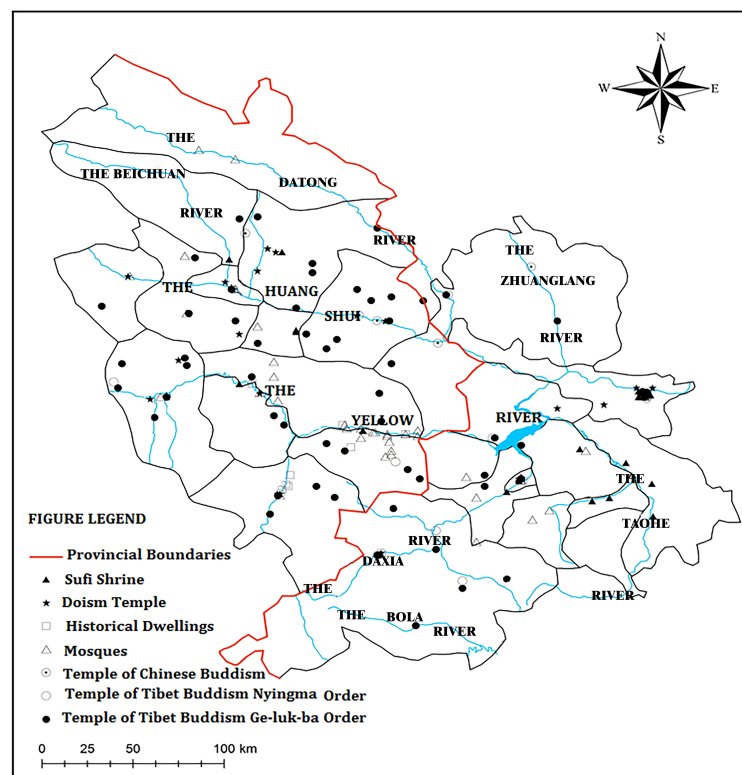 N
W E
S
THE
THE BEICHUAN
DATONG
RIVER
RIVER
THE
ZHUANGLANG
THE
HUANG
SHUI
RIVER
THE
YELLOW
RIVER
THE
TAOHE
FIGURE LEGEND
RIVER
Provincial Boundaries
DAXIA
Sufi Shrine
THE
RIVER
Doism Temple
THE
BOLA
RIVER
Historical Dwellings
Mosques
Temple of Chinese Buddism
Temple of Tibet Buddism Nyingma Order
Temple of Tibet Buddism Ge-luk-ba Order
0 25 50 100 km